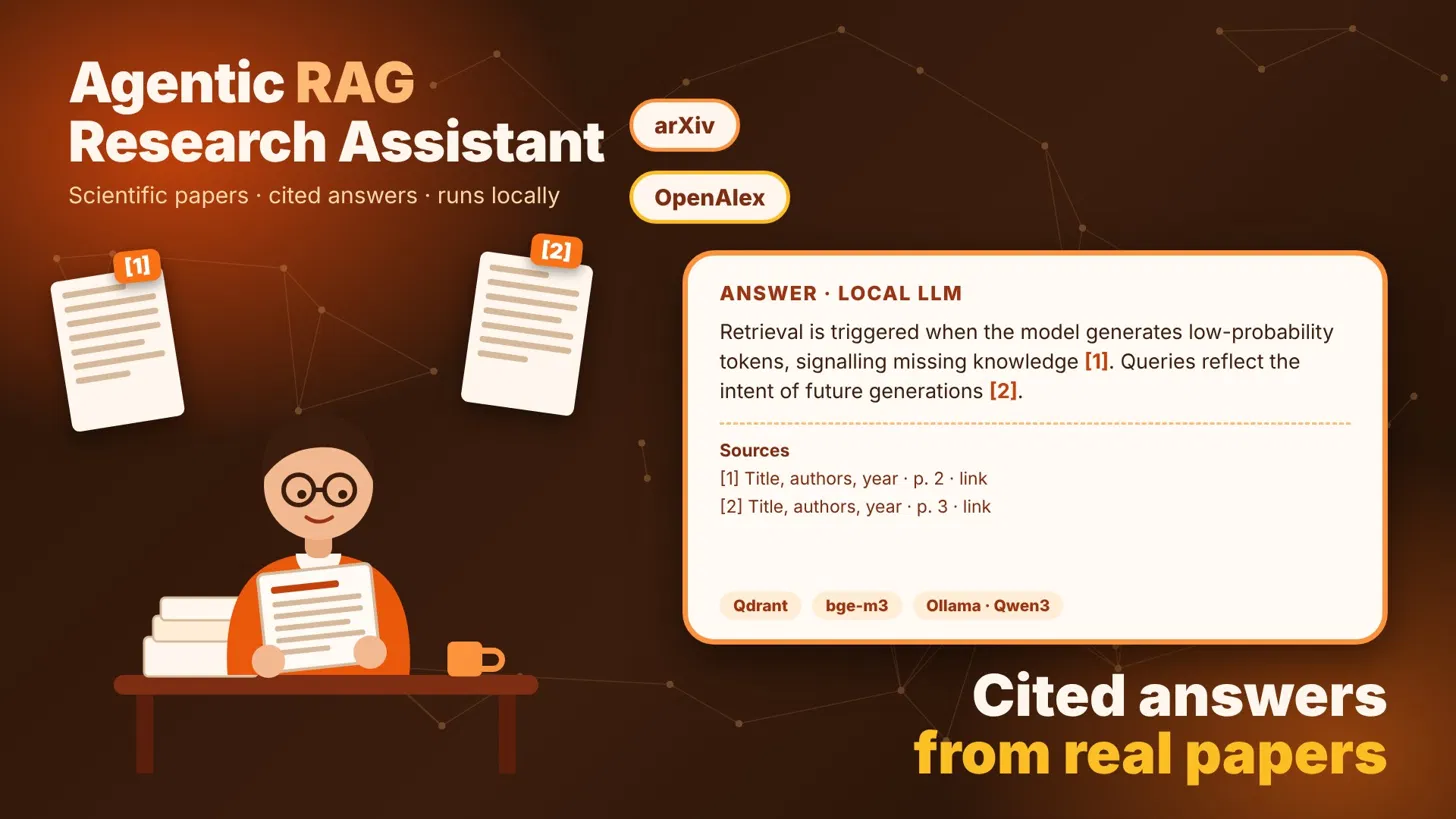 Agentic RAG
Research Assistant
Scientific papers · cited answers · runs locally
arXiv
OpenAlex
[1]
[2]
ANSWER · LOCAL LLM
Retrieval is triggered when the model generates low-probability
tokens, signalling missing knowledge [1]. Queries reflect the
intent of future generations [2].
Sources
[1] Title, authors, year · p. 2 · link
[2] Title, authors, year · p. 3 · link
Qdrant
bge-m3
Ollama · Qwen3
Cited answers
from real papers